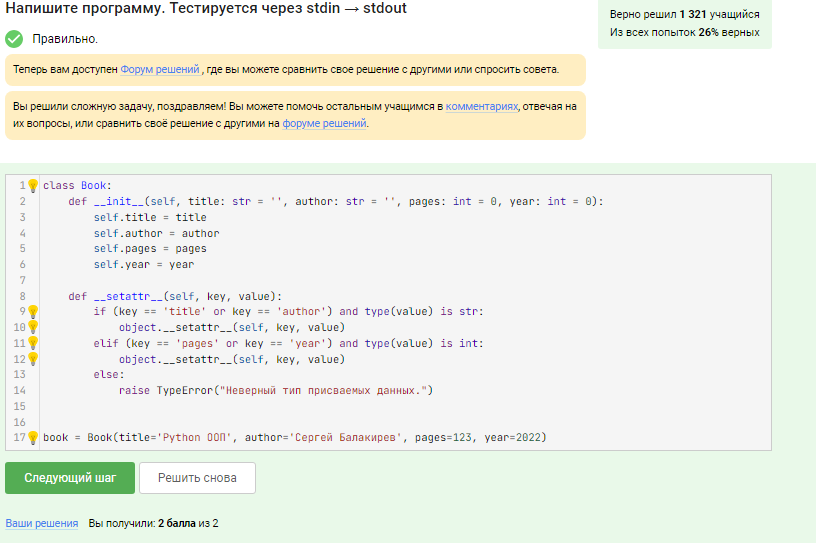 Напишите программу. Тестируется через stdin → stdout
Верно решил 1 321 учащийся
Из всех попыток 26% верных
Правильно.
Теперь вам доступен Форум решений, где вы можете сравнить свое решение с другими или спросить совета.
Вы решили сложную задачу, поздравляем! Вы можете помочь остальным учащимся в комментариях, отвечая на
их вопросы, или сравнить своё решение с другими на форуме решений.
1 class Book:
2     def __init__(self, title: str = '', author: str = '', pages: int = 0, year: int = 0):
3         self.title = title
4         self.author = author
5         self.pages = pages
6         self.year = year
7
8     def __setattr__(self, key, value):
9         if (key == 'title' or key == 'author') and type(value) is str:
10             object.__setattr__(self, key, value)
11         elif (key == 'pages' or key == 'year') and type(value) is int:
12             object.__setattr__(self, key, value)
13         else:
14             raise TypeError("Неверный тип присваемых данных.")
15
16
17 book = Book(title='Python ООП', author='Сергей Балакирев', pages=123, year=2022)
Следующий шаг
Решить снова
Ваши решения Вы получили: 2 балла из 2